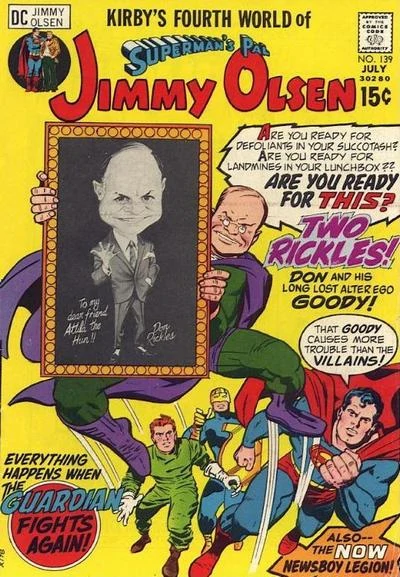 DC JIMMY OLSEN
KIRBY'S FOURTH WORLD of
SUPERMAN'S PAL
JIMMY OLSEN
APPROVED
BY THE
COMICS
CODE
AUTHORITY
NO. 139
JULY
30280
15¢
ARE YOU READY FOR
DEFOLIANTS IN YOUR SUCCOTASH?
ARE YOU READY FOR
LANDMINES IN YOUR LUNCHBOX??
ARE YOU READY
FOR THIS?
TWO
RICKLES!
DON AND HIS
LONG LOST ALTER EGO
GOODY!
To my
dear friend
Attila the
Hun!!
Don
Rickles
THAT GOODY
CAUSES MORE
TROUBLE THAN THE
VILLAINS!
EVERYTHING
HAPPENS WHEN
THE
GUARDIAN
FIGHTS
AGAIN!
ALSO--
THE NOW
NEWSBOY LEGION!